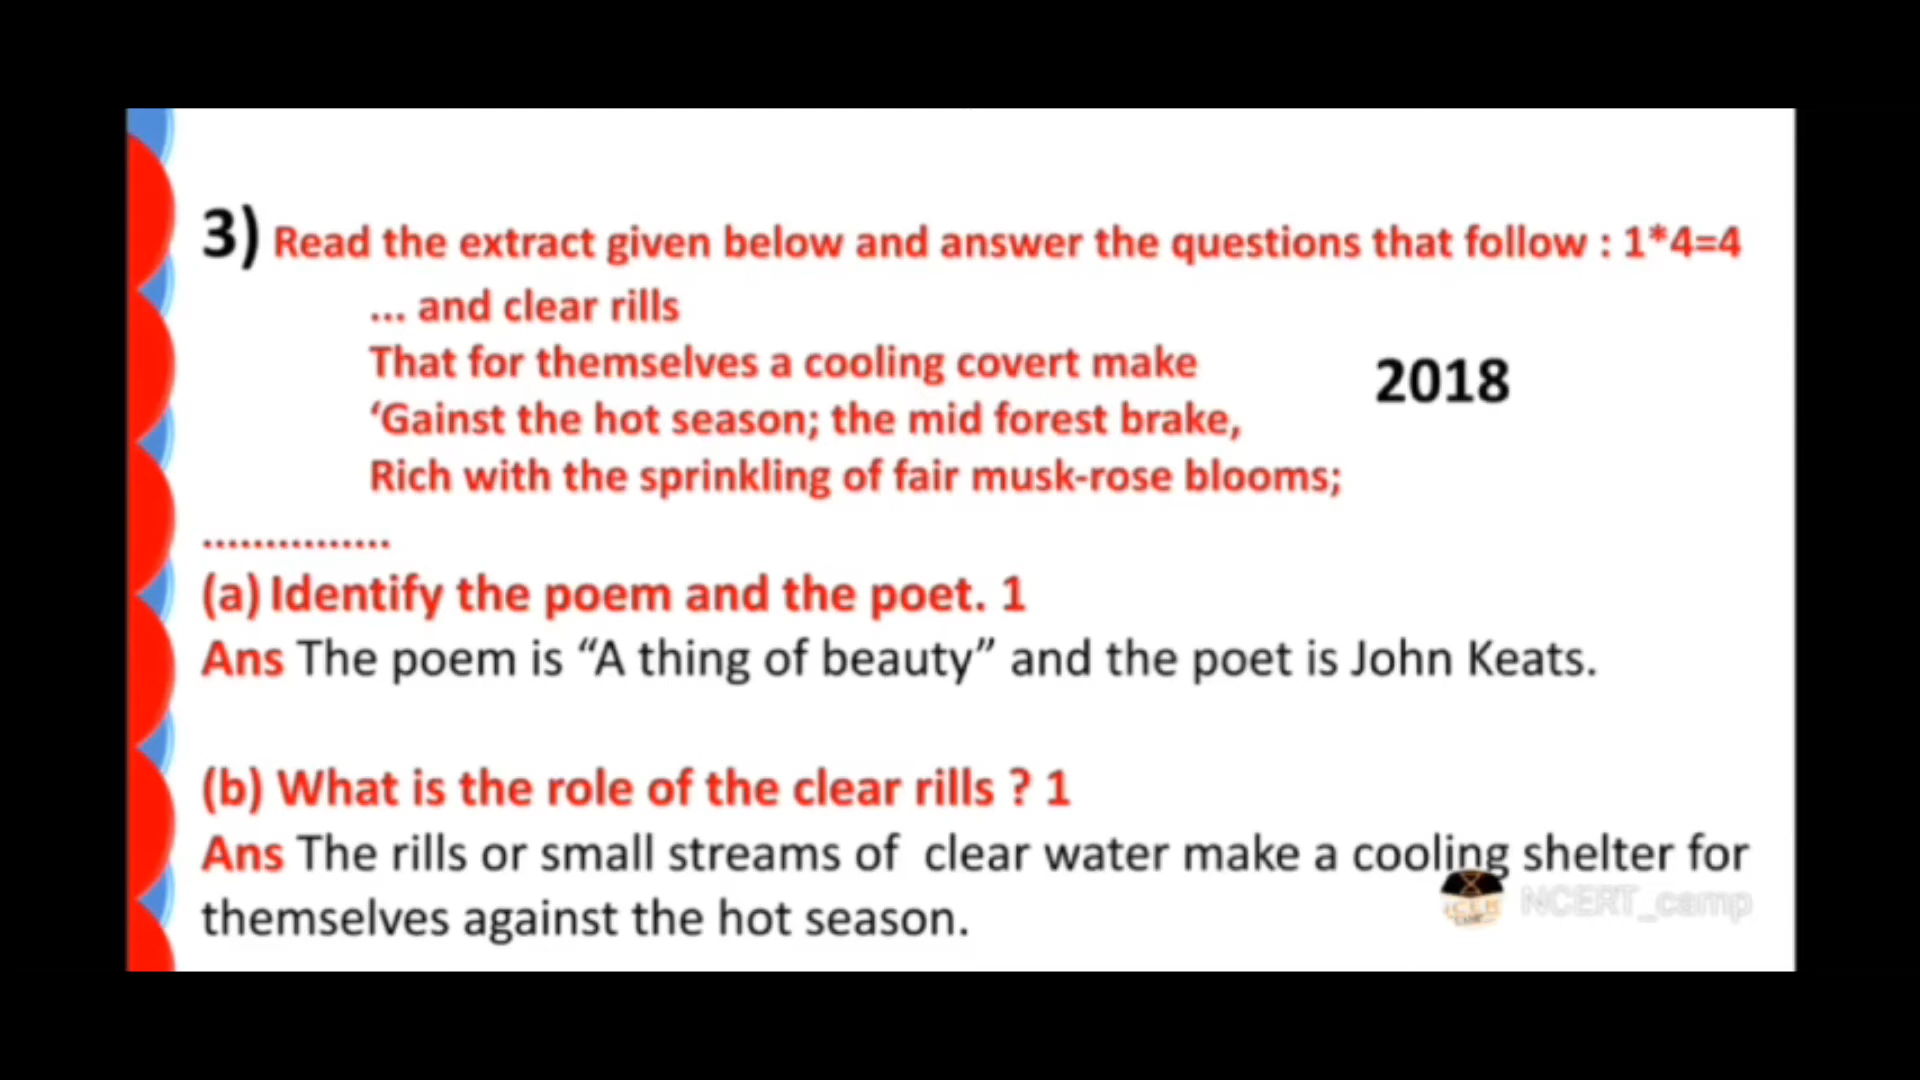 3) Read the extract given below and answer the questions that follow : 1*4=4
... and clear rills
That for themselves a cooling covert make
2018
‘Gainst the hot season; the mid forest brake,
Rich with the sprinkling of fair musk-rose blooms;
...............
(a) Identify the poem and the poet. 1
Ans The poem is “A thing of beauty” and the poet is John Keats.
(b) What is the role of the clear rills ? 1
Ans The rills or small streams of clear water make a cooling shelter for
themselves against the hot season.
NCERT_camp